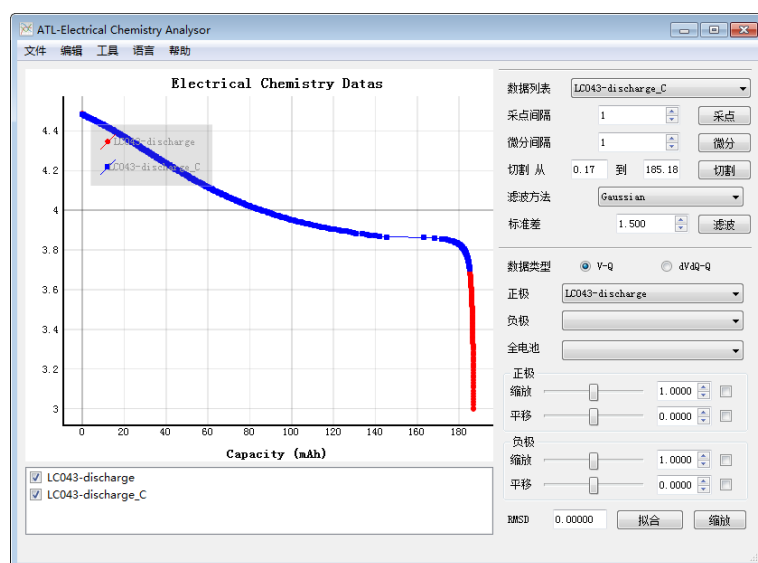 ATL-Electrical Chemistry Analysor
文件 编辑 工具 语言 帮助
Electrical Chemistry Datas
4.4
4.2
4
3.8
3.6
3.4
3.2
3
LC043-discharge
LC043-discharge_C
0 20 40 60 80 100 120 140 160 180
Capacity (mAh)
LC043-discharge
LC043-discharge_C
数据列表 LC043-discharge_C
采点间隔 1 采点
微分间隔 1 微分
切割 从 0.17 到 185.18 切割
滤波方法 Gaussian
标准差 1.500 滤波
数据类型 V-Q dVdQ-Q
正极 LC043-discharge
负极
全电池
正极
缩放 1.0000
平移 0.0000
负极
缩放 1.0000
平移 0.0000
RMSD 0.00000 拟合 缩放